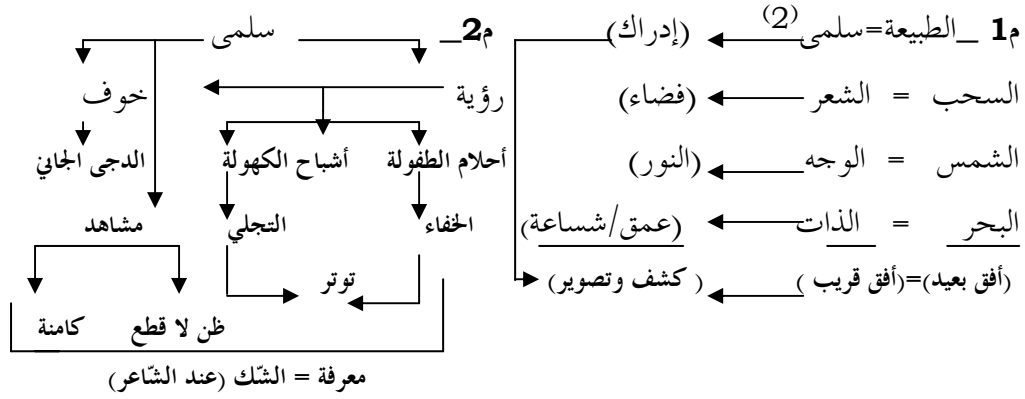 م1 _الطبيعة=سلمى(2) (إدراك)
السحب = الشعر (فضاء)
الشمس = الوجه (النور)
البحر = الذات (عمق/شساعة)
(أفق بعيد)=(أفق قريب ) ( كشف وتصوير)
م2_ سلمى
رؤية خوف
أحلام الطفولة أشباح الكهولة الدجى الجاني
الخفاء التجلي مشاهد
توتر
ظن لا قطع كامنة
معرفة = الشّك (عند الشّاعر)